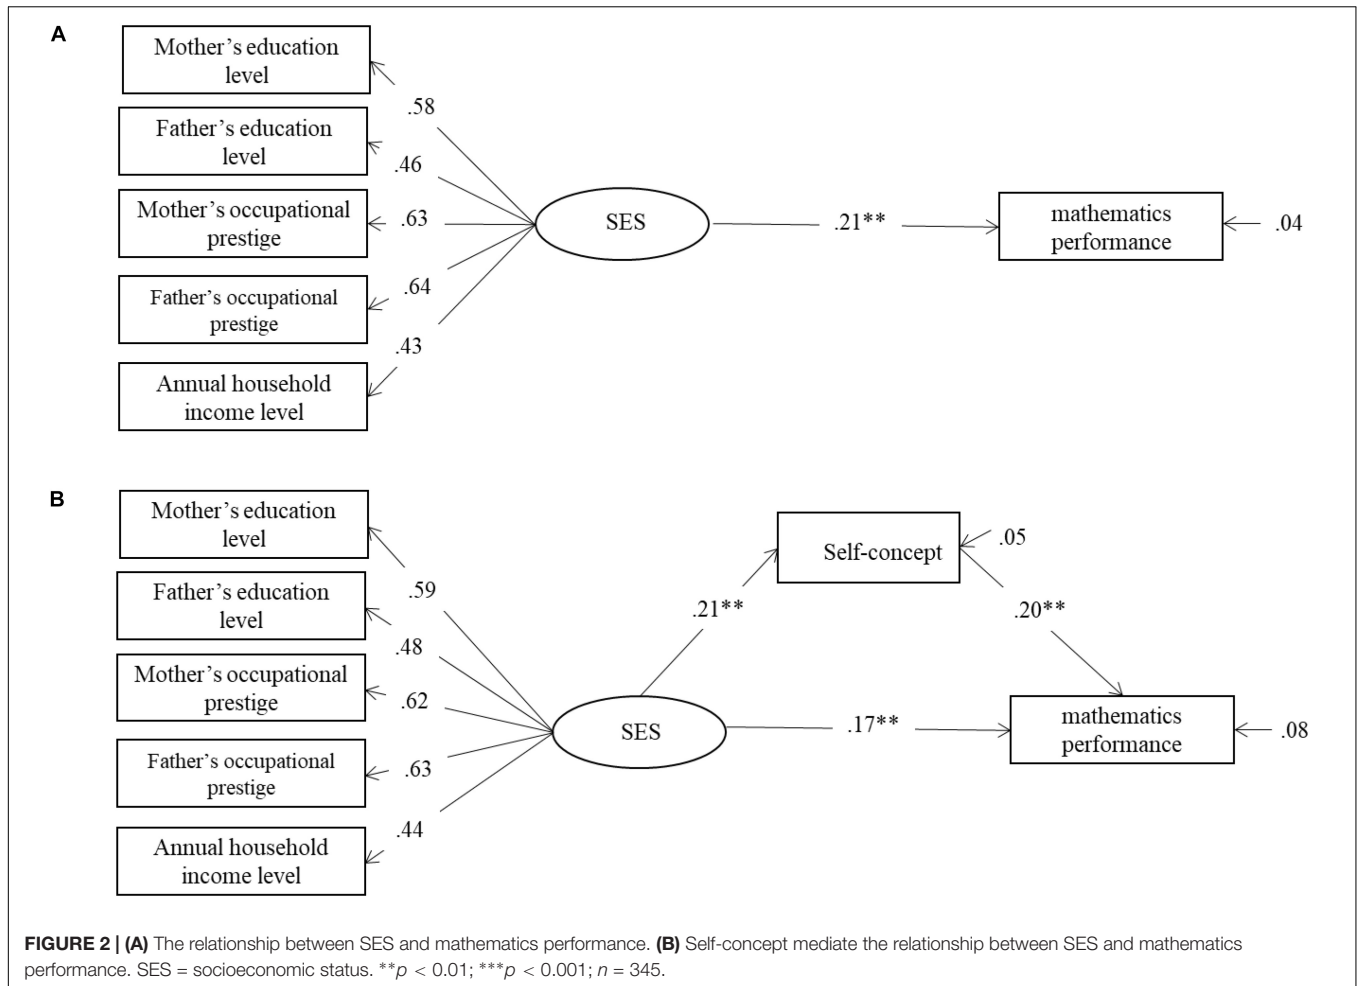 A
Mother’s education
level
Father’s education
level
Mother’s occupational
prestige
Father’s occupational
prestige
Annual household
income level
.58
.46
.63
.64
.43
SES
.21**
mathematics
performance
.04
B
Mother’s education
level
Father’s education
level
Mother’s occupational
prestige
Father’s occupational
prestige
Annual household
income level
.59
.48
.62
.63
.44
SES
.21**
Self-concept
.05
.20**
.17**
mathematics
performance
.08
FIGURE 2 | (A) The relationship between SES and mathematics performance. (B) Self-concept mediate the relationship between SES and mathematics
performance. SES = socioeconomic status. **p < 0.01; ***p < 0.001; n = 345.